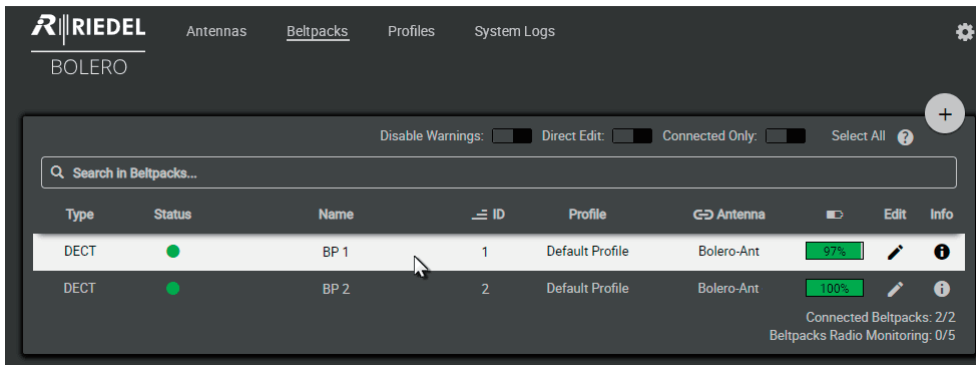 RIEDEL
BOLERO
Antennas Beltpacks Profiles System Logs
+
Disable Warnings: Direct Edit: Connected Only: Select All ?
Search in Beltpacks...
Type Status Name ID Profile Antenna Edit Info
DECT BP 1 1 Default Profile Bolero-Ant 97%
DECT BP 2 2 Default Profile Bolero-Ant 100%
Connected Beltpacks: 2/2
Beltpacks Radio Monitoring: 0/5